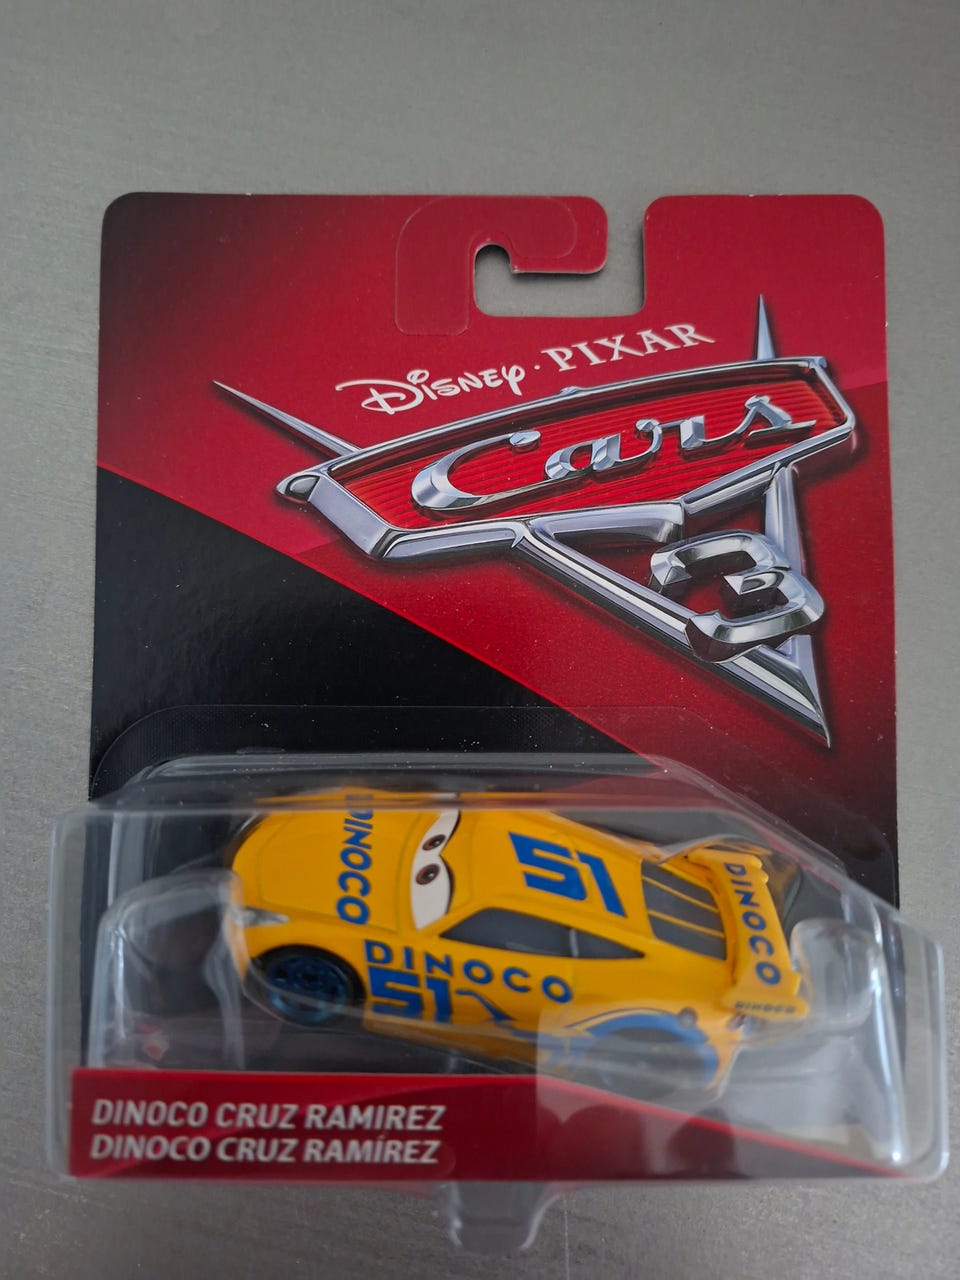 Disney · PIXAR
Cars
3
DINOCO
51
DINOCO
DINOCO
51
DINOCO
DINOCO CRUZ RAMIREZ
DINOCO CRUZ RAMÍREZ